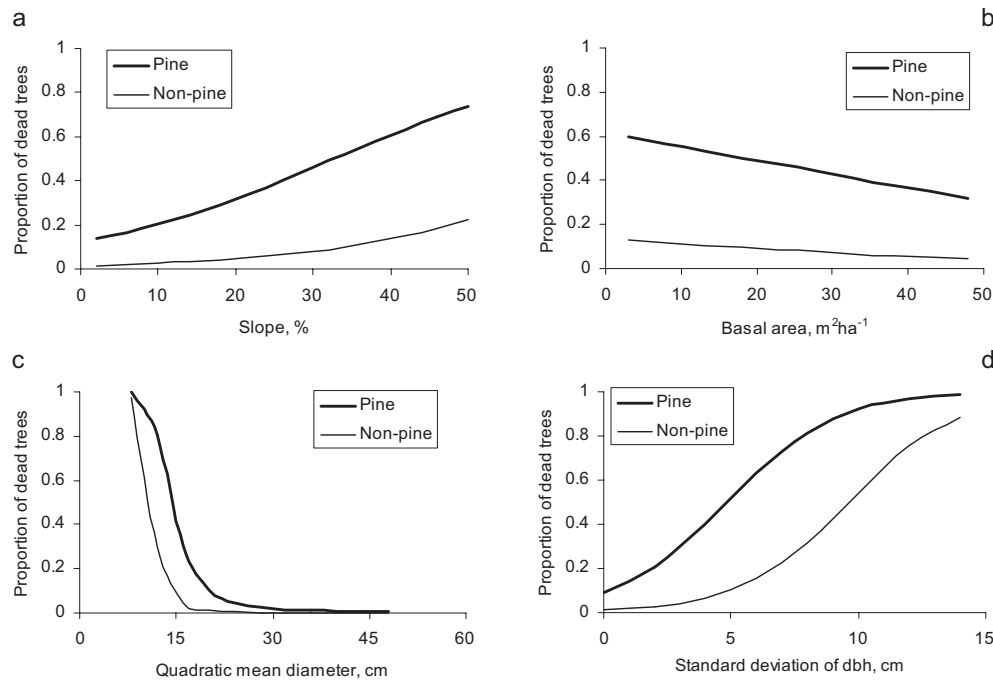 a
Proportion of dead trees
1
0.8
0.6
0.4
0.2
0
Pine
Non-pine
0 10 20 30 40 50
Slope, %
b
Proportion of dead trees
1
0.8
0.6
0.4
0.2
0
Pine
Non-pine
0 10 20 30 40 50
Basal area, m²ha⁻¹
c
Proportion of dead trees
1
0.8
0.6
0.4
0.2
0
Pine
Non-pine
0 15 30 45 60
Quadratic mean diameter, cm
d
Proportion of dead trees
1
0.8
0.6
0.4
0.2
0
Pine
Non-pine
0 5 10 15
Standard deviation of dbh, cm